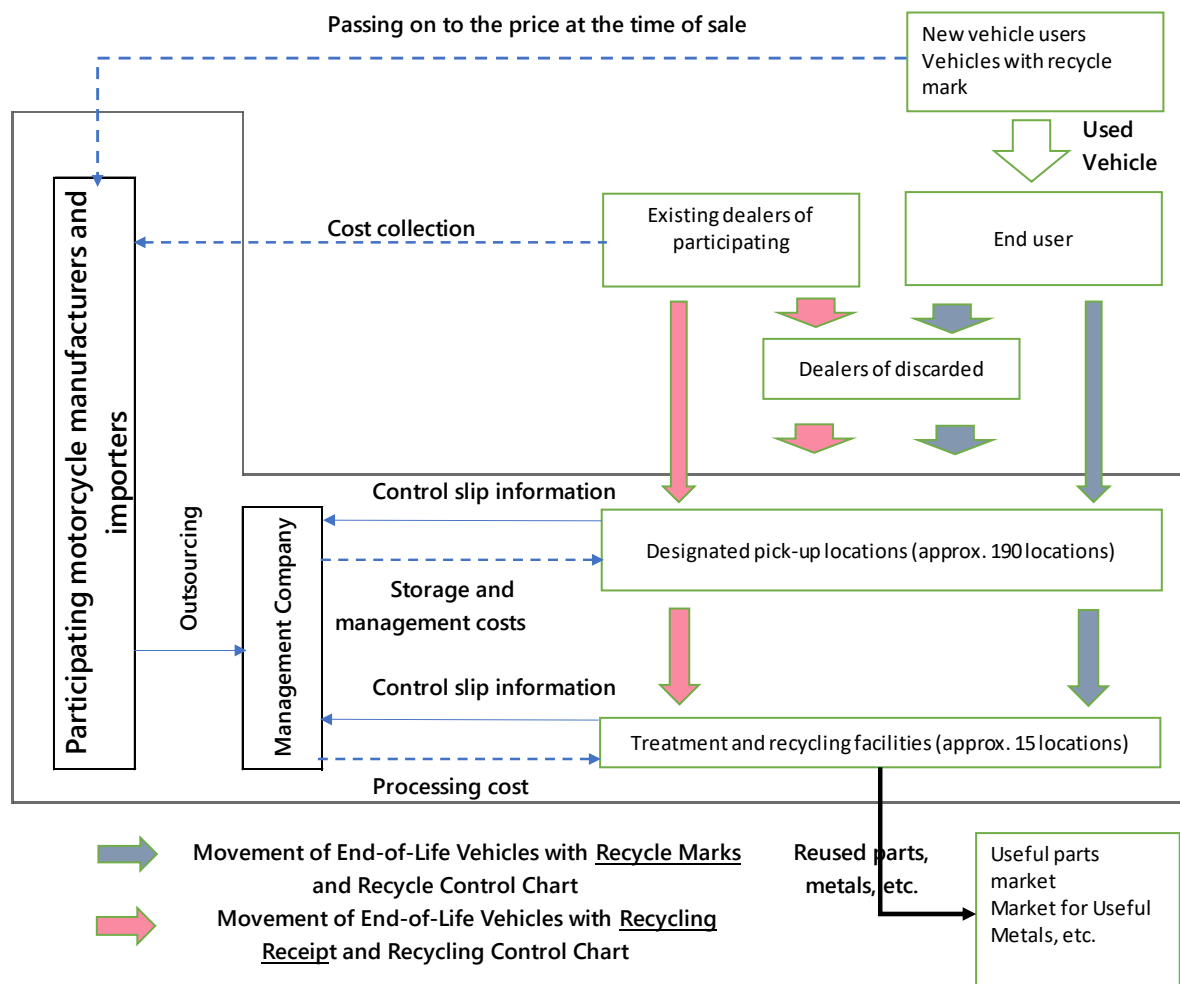 Passing on to the price at the time of sale
New vehicle users
Vehicles with recycle
mark
Used
Vehicle
Participating motorcycle manufacturers and
importers
Cost collection
Existing dealers of
participating
End user
Dealers of discarded
Outsourcing
Management Company
Control slip information
Designated pick-up locations (approx. 190 locations)
Storage and
management costs
Control slip information
Treatment and recycling facilities (approx. 15 locations)
Processing cost
Movement of End-of-Life Vehicles with Recycle Marks
and Recycle Control Chart
Movement of End-of-Life Vehicles with Recycling
Receipt and Recycling Control Chart
Reused parts,
metals, etc.
Useful parts
market
Market for Useful
Metals, etc.